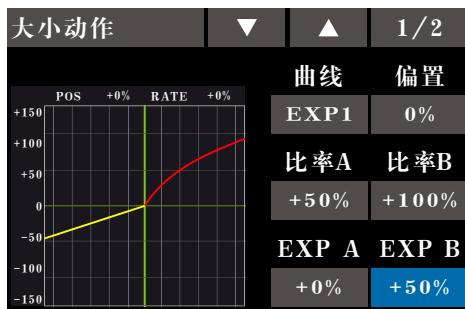 大小动作 ▼ ▲ 1/2
POS +0% RATE +0%
+150
+100
+50
0
-50
-100
-150
曲线 偏置
EXP1 0%
比率A 比率B
+50% +100%
EXP A EXP B
+0% +50%